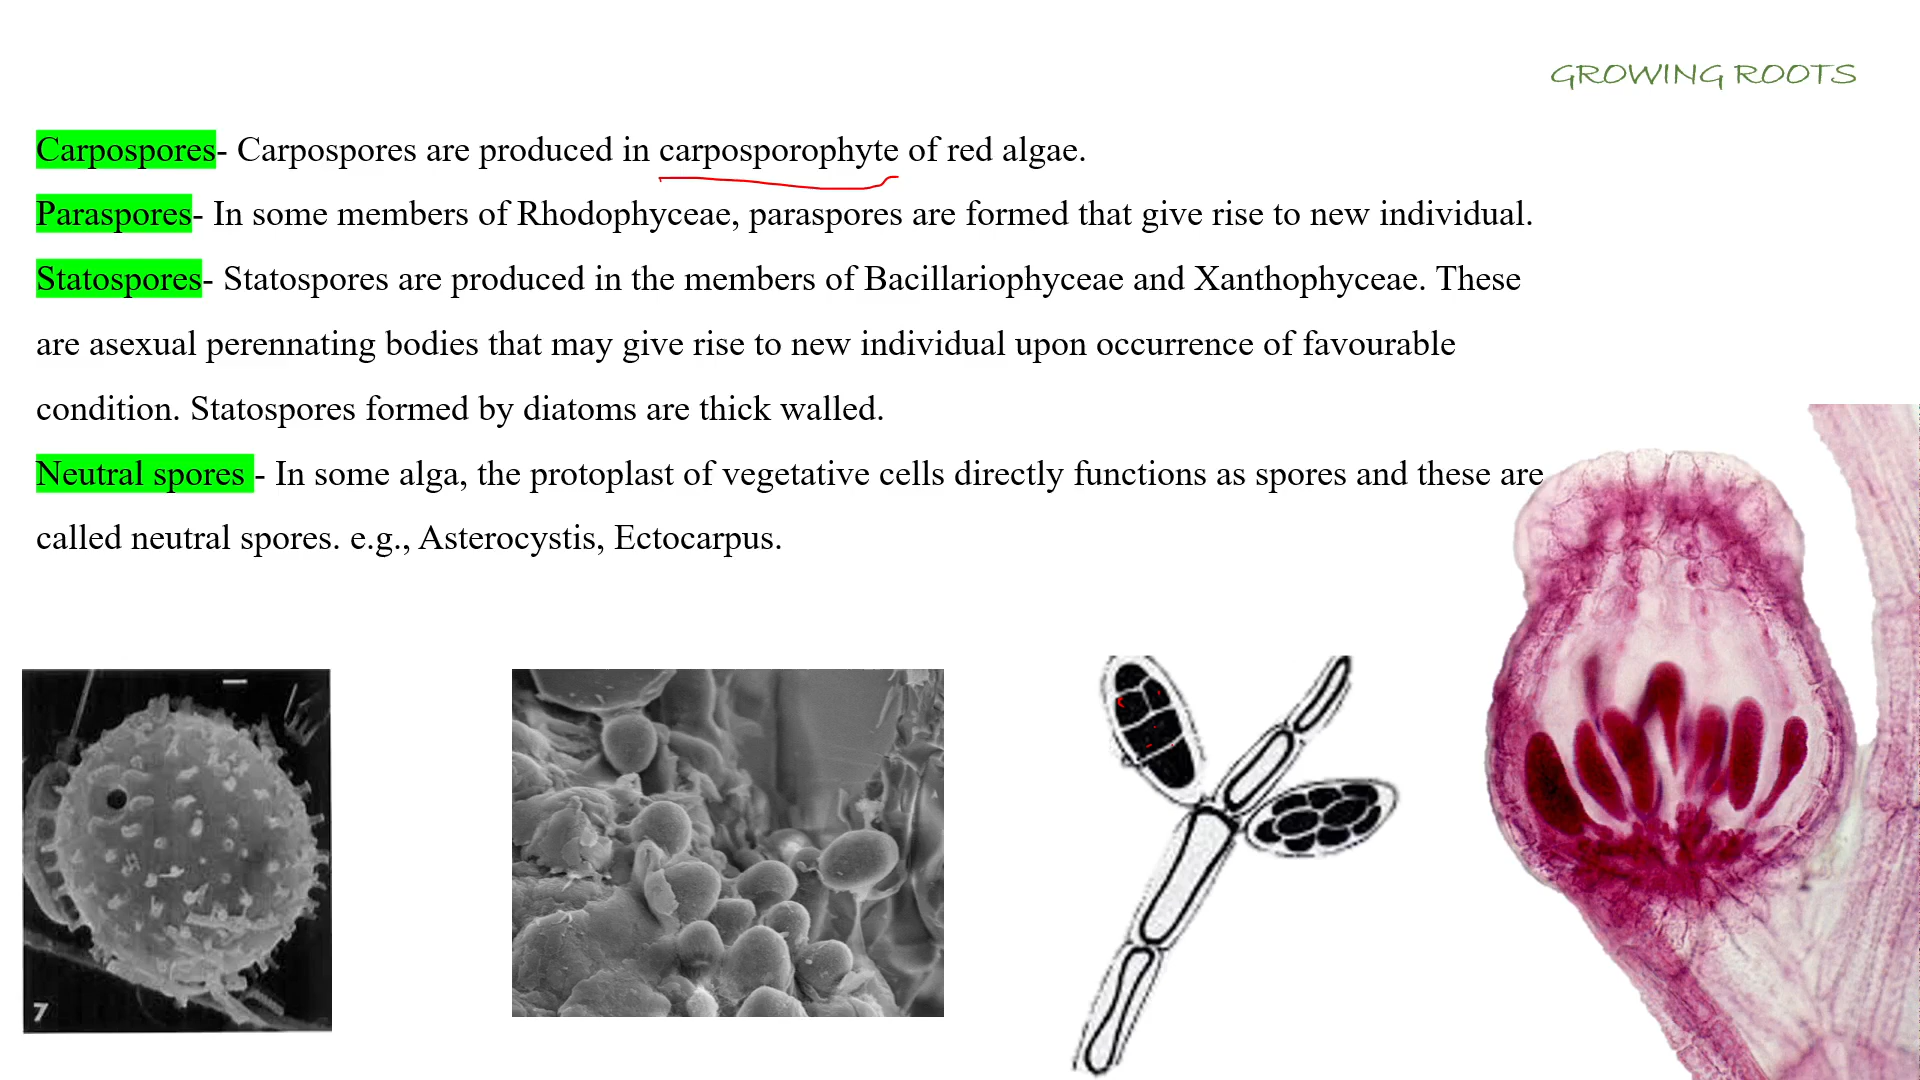 GROWING ROOTS
Carpospores- Carpospores are produced in carposporophyte of red algae.
Paraspores- In some members of Rhodophyceae, paraspores are formed that give rise to new individual.
Statospores- Statospores are produced in the members of Bacillariophyceae and Xanthophyceae. These
are asexual perennating bodies that may give rise to new individual upon occurrence of favourable
condition. Statospores formed by diatoms are thick walled.
Neutral spores - In some alga, the protoplast of vegetative cells directly functions as spores and these are
called neutral spores. e.g., Asterocystis, Ectocarpus.
7